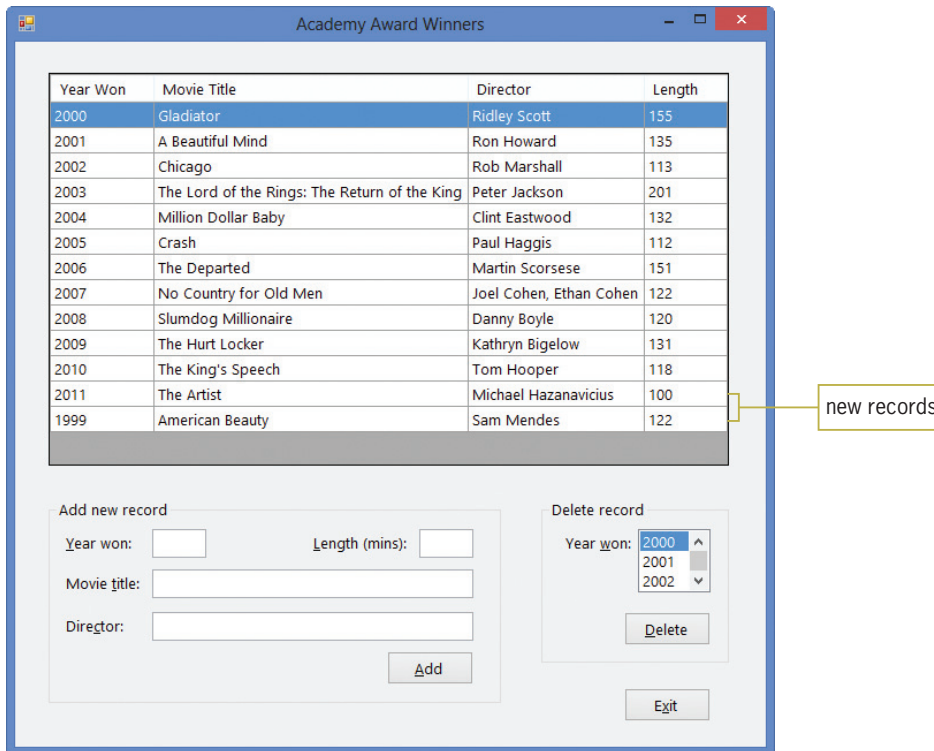 Academy Award Winners
Year Won Movie Title Director Length
2000 Gladiator Ridley Scott 155
2001 A Beautiful Mind Ron Howard 135
2002 Chicago Rob Marshall 113
2003 The Lord of the Rings: The Return of the King Peter Jackson 201
2004 Million Dollar Baby Clint Eastwood 132
2005 Crash Paul Haggis 112
2006 The Departed Martin Scorsese 151
2007 No Country for Old Men Joel Cohen, Ethan Cohen 122
2008 Slumdog Millionaire Danny Boyle 120
2009 The Hurt Locker Kathryn Bigelow 131
2010 The King's Speech Tom Hooper 118
2011 The Artist Michael Hazanavicius 100
1999 American Beauty Sam Mendes 122
new records
Add new record
Year won: Length (mins):
Movie title:
Director:
Add
Delete record
Year won: 2000
2001
2002
Delete
Exit